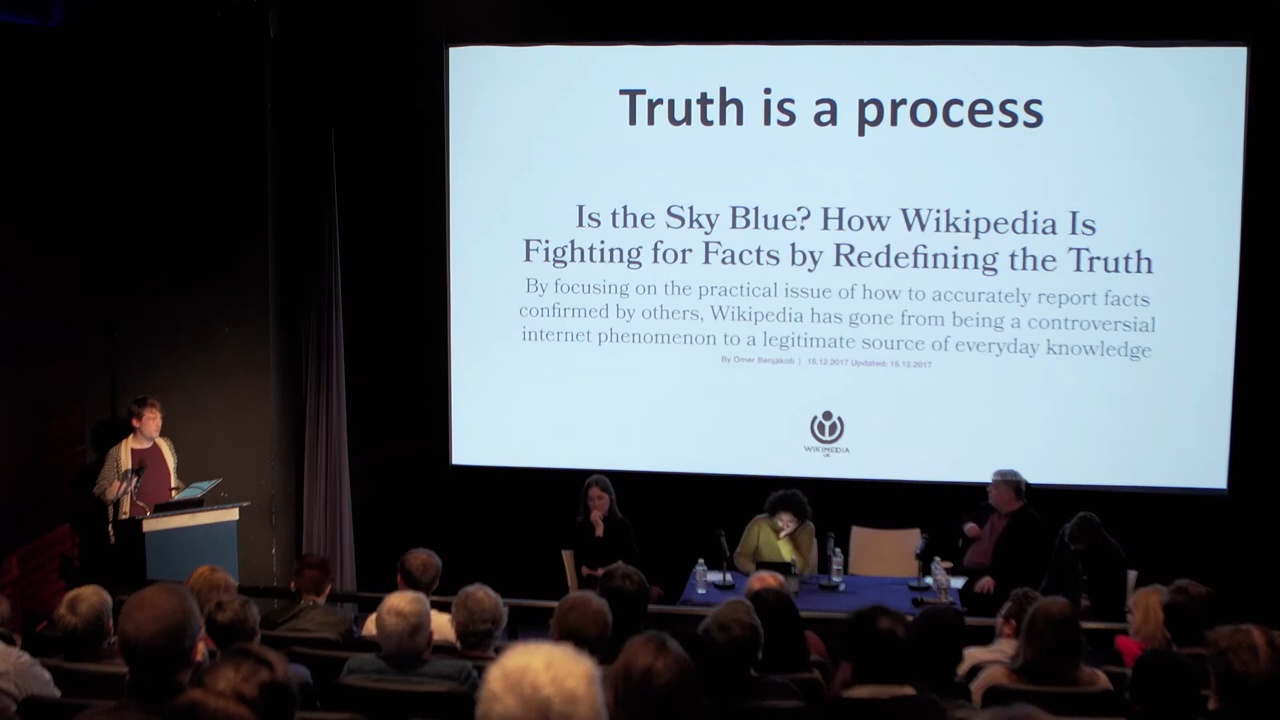 Truth is a process
Is the Sky Blue? How Wikipedia Is
Fighting for Facts by Redefining the Truth
By focusing on the practical issue of how to accurately report facts
confirmed by others, Wikipedia has gone from being a controversial
internet phenomenon to a legitimate source of everyday knowledge
By Omer Benjakob | 15.12.2017 Updated: 15.12.2017
WIKIMEDIA
UK